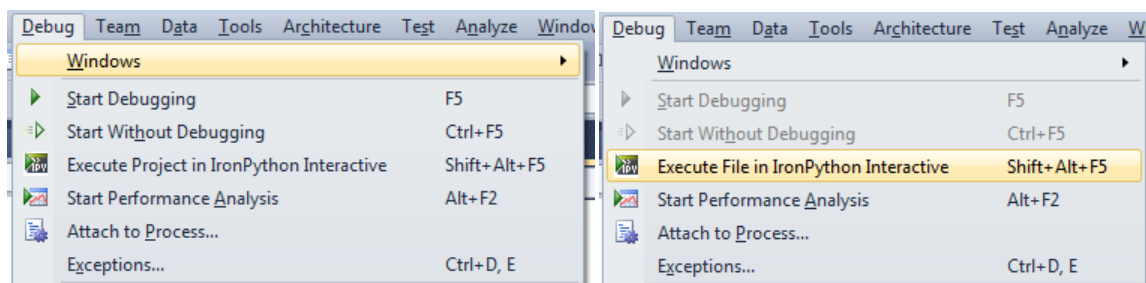 Debug Team Data Tools Architecture Test Analyze Window
Windows
Start Debugging F5
Start Without Debugging Ctrl+F5
Execute Project in IronPython Interactive Shift+Alt+F5
Start Performance Analysis Alt+F2
Attach to Process...
Exceptions... Ctrl+D, E
Debug Team Data Tools Architecture Test Analyze W
Windows
Start Debugging F5
Start Without Debugging Ctrl+F5
Execute File in IronPython Interactive Shift+Alt+F5
Start Performance Analysis Alt+F2
Attach to Process...
Exceptions... Ctrl+D, E